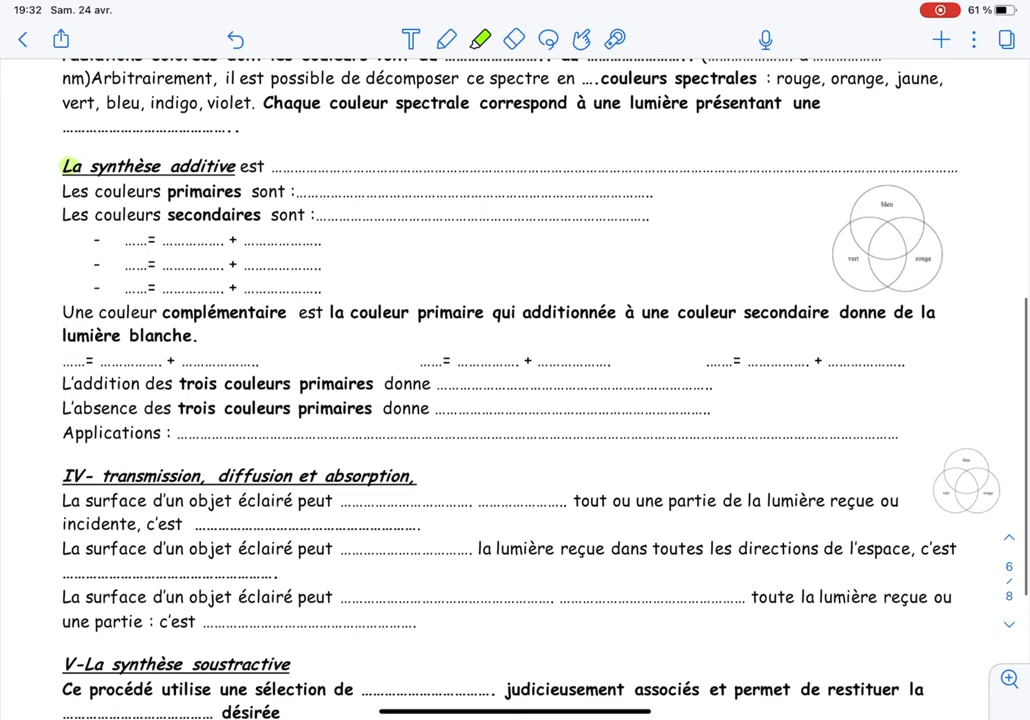 19:32 Sam. 24 avr.
61 %
nm)Arbitrairement, il est possible de décomposer ce spectre en ....couleurs spectrales : rouge, orange, jaune,
vert, bleu, indigo, violet. Chaque couleur spectrale correspond à une lumière présentant une
……………………………………..
La synthèse additive est ……………………………………………………………………………………
Les couleurs primaires sont :……………………………………………………
Les couleurs secondaires sont :……………………………………………………
bleu
vert
rouge
- ……= ……………. + ………………..
- ……= ……………. + ………………..
- ……= ……………. + ………………..
Une couleur complémentaire est la couleur primaire qui additionnée à une couleur secondaire donne de la
lumière blanche.
……= ……………. + ……………….. ……= ……………. + ……………….. ……= ……………. + ………………..
L'addition des trois couleurs primaires donne ………………………………………………..
L'absence des trois couleurs primaires donne ………………………………………………..
Applications : ……………………………………………………………………………………
IV- transmission, diffusion et absorption,
La surface d'un objet éclairé peut ……………………………. ………………….. tout ou une partie de la lumière reçue ou
incidente, c'est ……………………………………………….
bleu
vert
rouge
La surface d'un objet éclairé peut ……………………………. la lumière reçue dans toutes les directions de l'espace, c'est
……………………………………………….
La surface d'un objet éclairé peut ………………………………………………. ………………………………………… toute la lumière reçue ou
une partie : c'est ……………………………………………….
6
/
8
V-La synthèse soustractive
Ce procédé utilise une sélection de ……………………………. judicieusement associés et permet de restituer la
………………………………… désirée